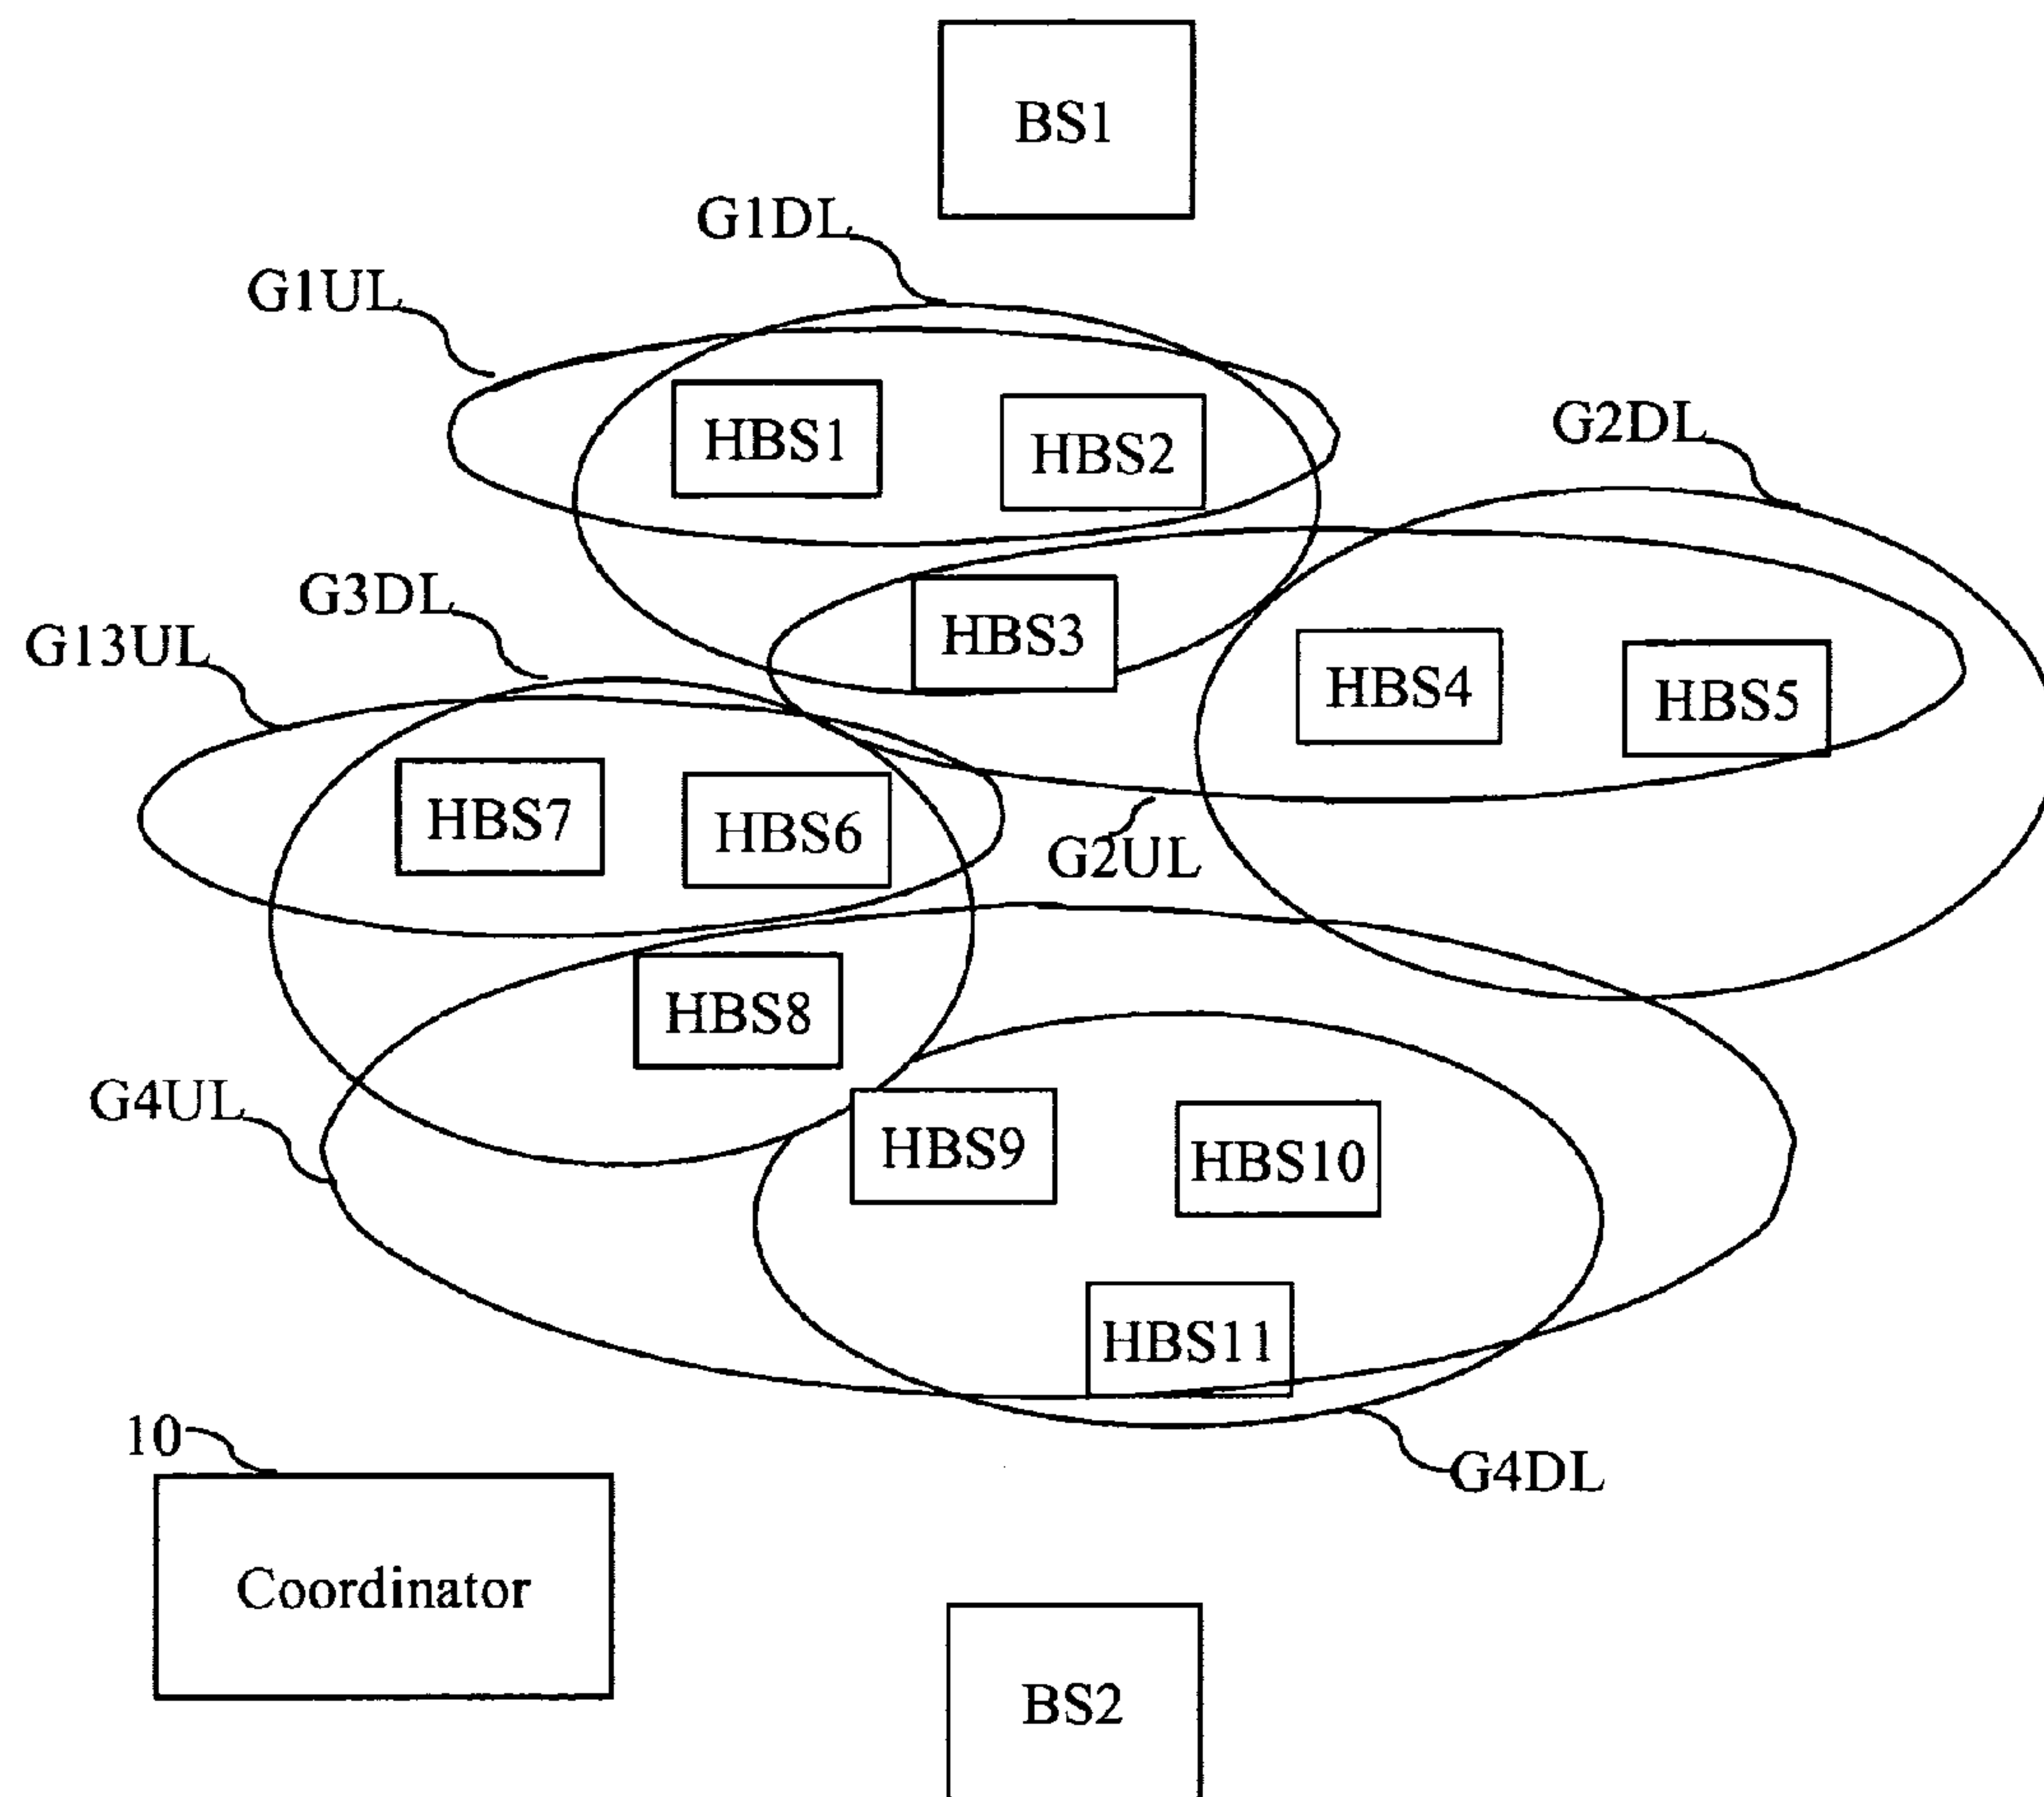 BS1
G1DL
G1UL
HBS1
HBS2
G2DL
G3DL
HBS3
G13UL
HBS4
HBS5
HBS7
HBS6
G2UL
HBS8
G4UL
HBS9
HBS10
HBS11
10
G4DL
Coordinator
BS2